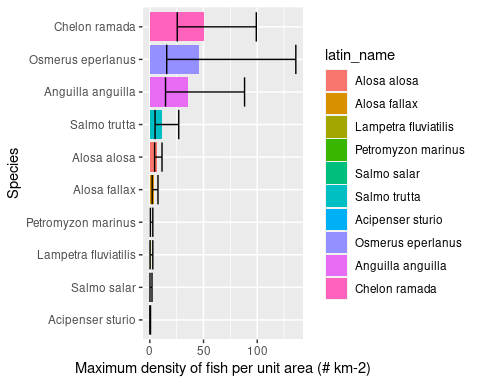 Chelon ramada
Osmerus eperlanus
Anguilla anguilla
Salmo trutta
Alosa alosa
Alosa fallax
Petromyzon marinus
Lampetra fluviatilis
Salmo salar
Acipenser sturio
Species
0 50 100
Maximum density of fish per unit area (# km-2)
latin_name
Alosa alosa
Alosa fallax
Lampetra fluviatilis
Petromyzon marinus
Salmo salar
Salmo trutta
Acipenser sturio
Osmerus eperlanus
Anguilla anguilla
Chelon ramada